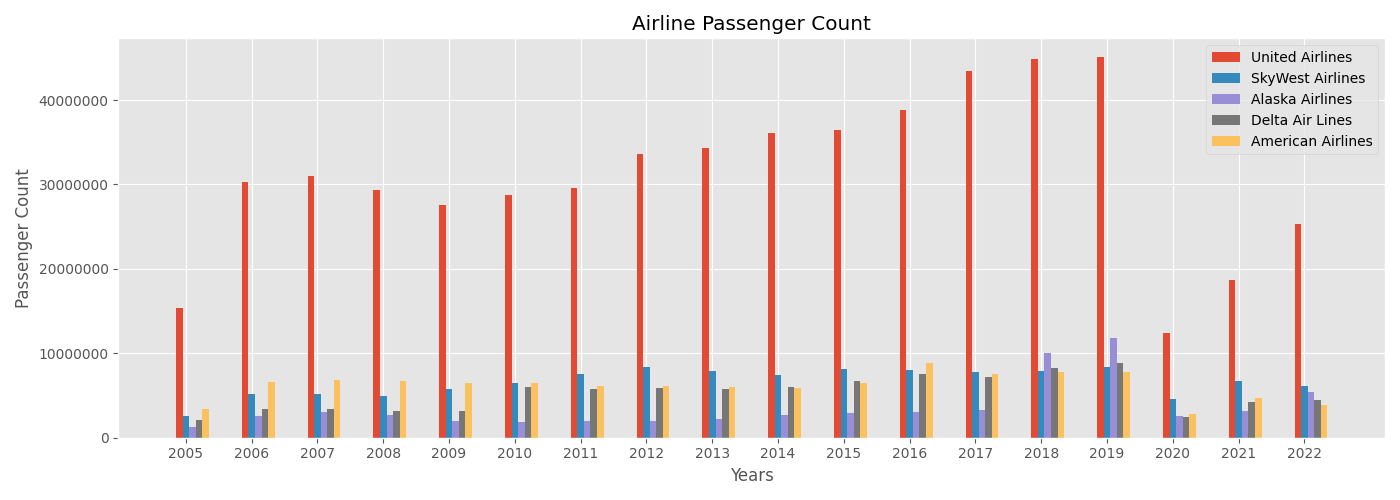 Airline Passenger Count
United Airlines
SkyWest Airlines
Alaska Airlines
Delta Air Lines
American Airlines
Passenger Count
40000000
30000000
20000000
10000000
0
2005 2006 2007 2008 2009 2010 2011 2012 2013 2014 2015 2016 2017 2018 2019 2020 2021 2022
Years